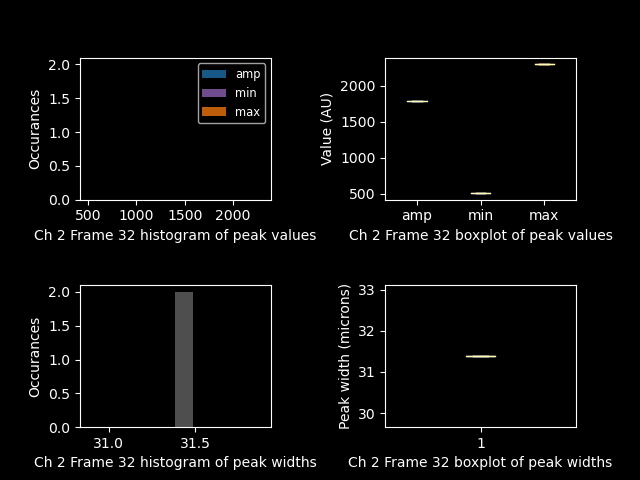 2.0
1.5
1.0
0.5
0.0
Occurances
500 1000 1500 2000
amp
min
max
Ch 2 Frame 32 histogram of peak values
2000
1500
1000
500
Value (AU)
amp min max
Ch 2 Frame 32 boxplot of peak values
2.0
1.5
1.0
0.5
0.0
Occurances
31.0 31.5
Ch 2 Frame 32 histogram of peak widths
33
32
31
30
Peak width (microns)
1
Ch 2 Frame 32 boxplot of peak widths